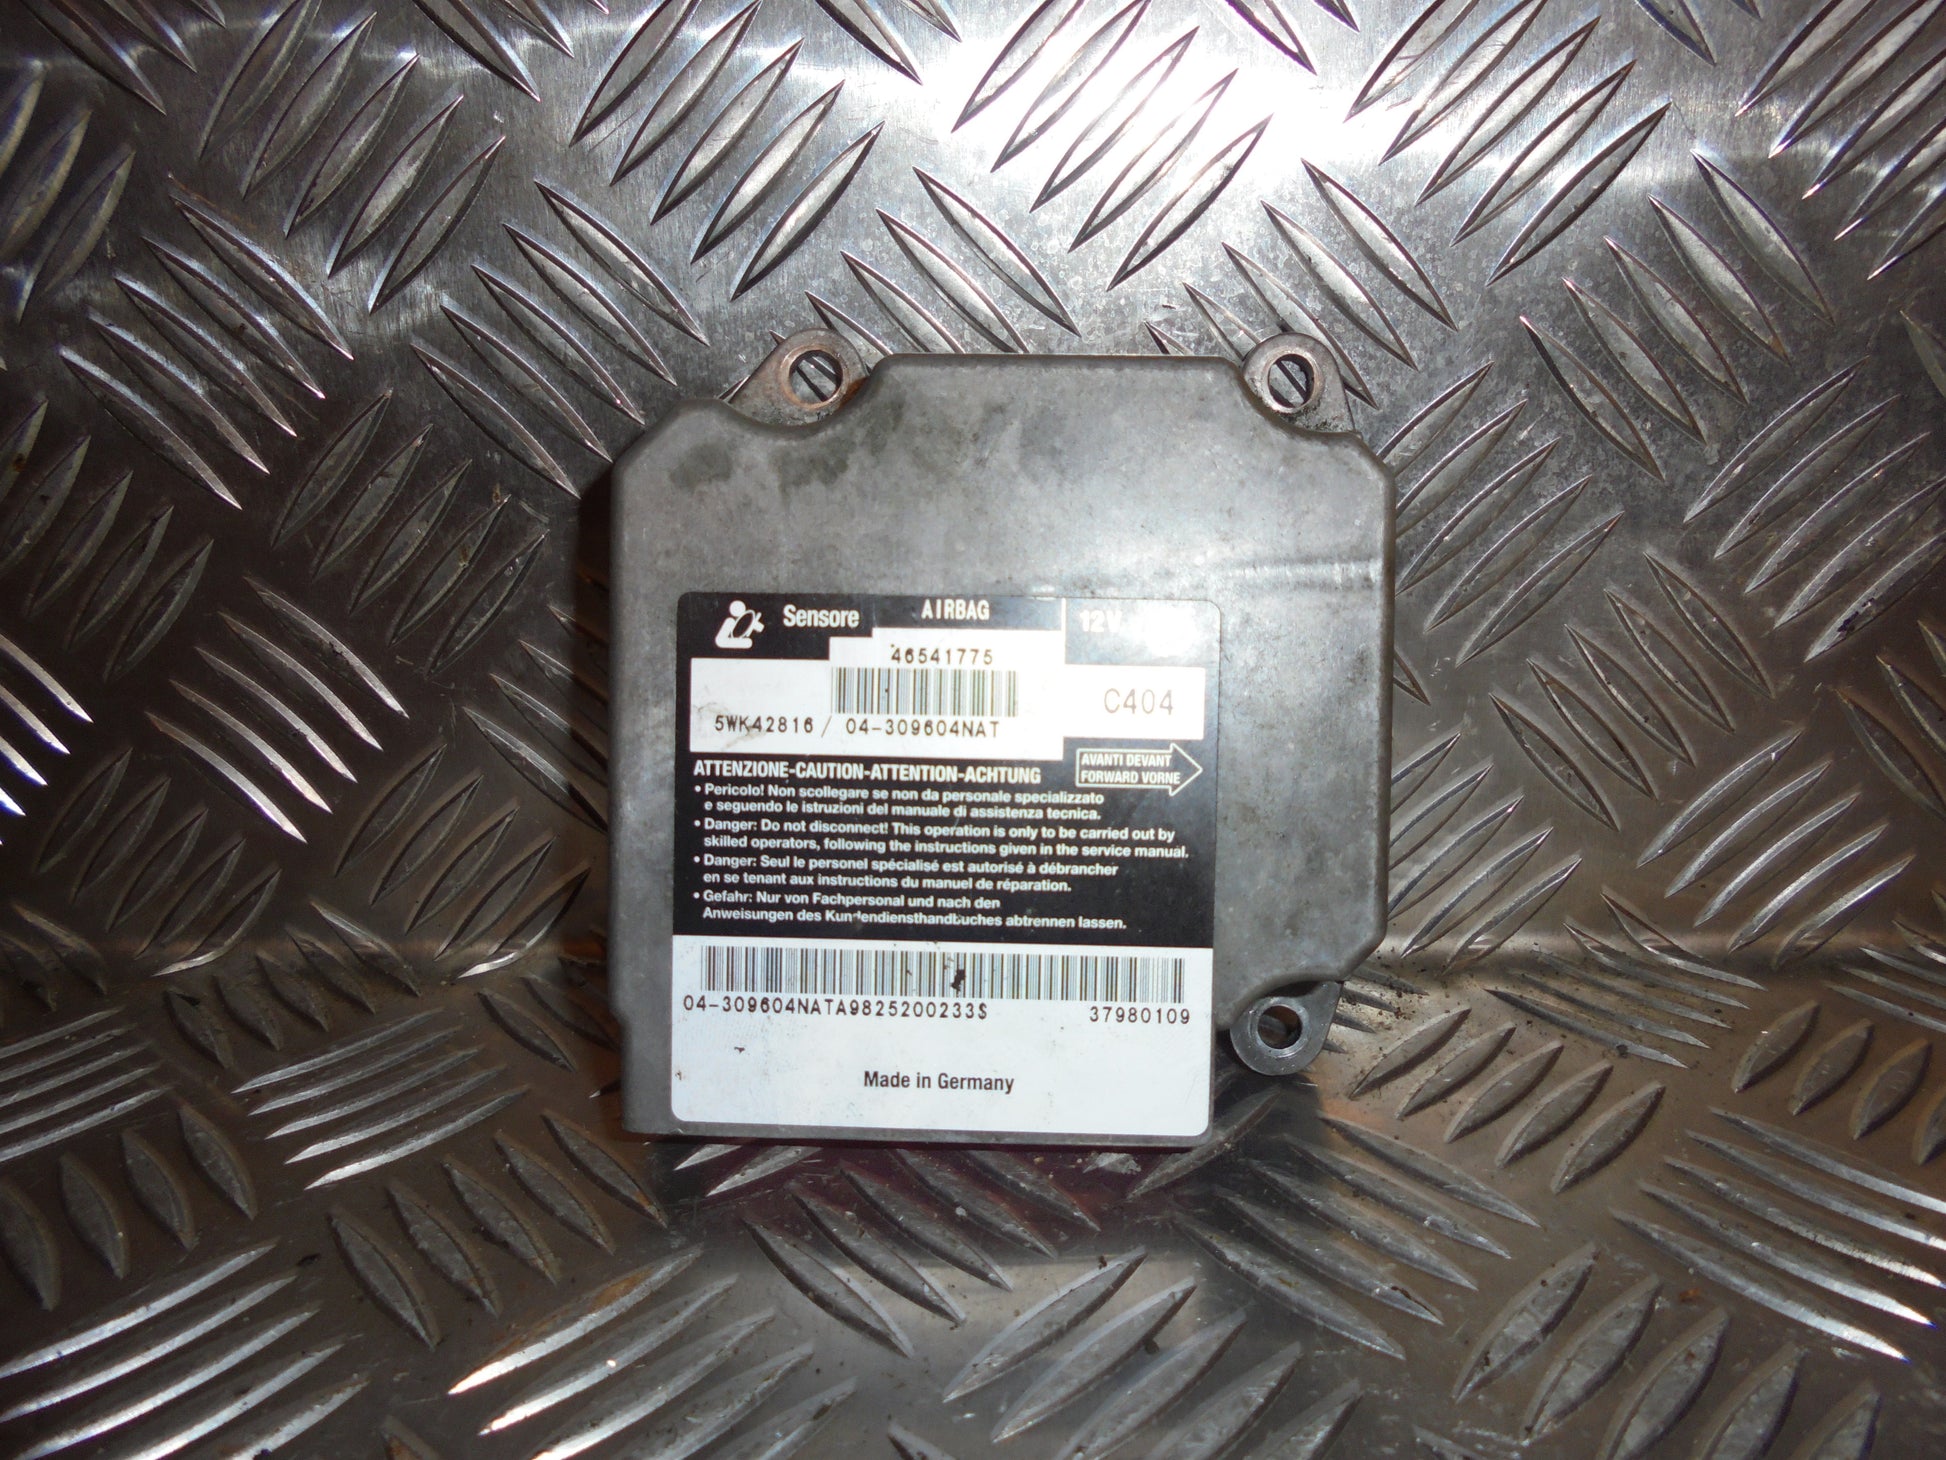 Sensore AIRBAG 12V
46541775
5WK42816 / 04-309604NAT
C404
ATTENZIONE-CAUTION-ATTENTION-ACHTUNG
AVANTI DEVANT
FORWARD VORNE
• Pericolo! Non scollegare se non da personale specializzato
e seguendo le istruzioni del manuale di assistenza tecnica.
• Danger: Do not disconnect! This operation is only to be carried out by
skilled operators, following the instructions given in the service manual.
• Danger: Seul le personel spécialisé est autorisé à débrancher
en se tenant aux instructions du manuel de réparation.
• Gefahr: Nur von Fachpersonal und nach den
Anweisungen des Kundendiensthandbuches abtrennen lassen.
04-309604NATA9825200233S 37980109
Made in Germany